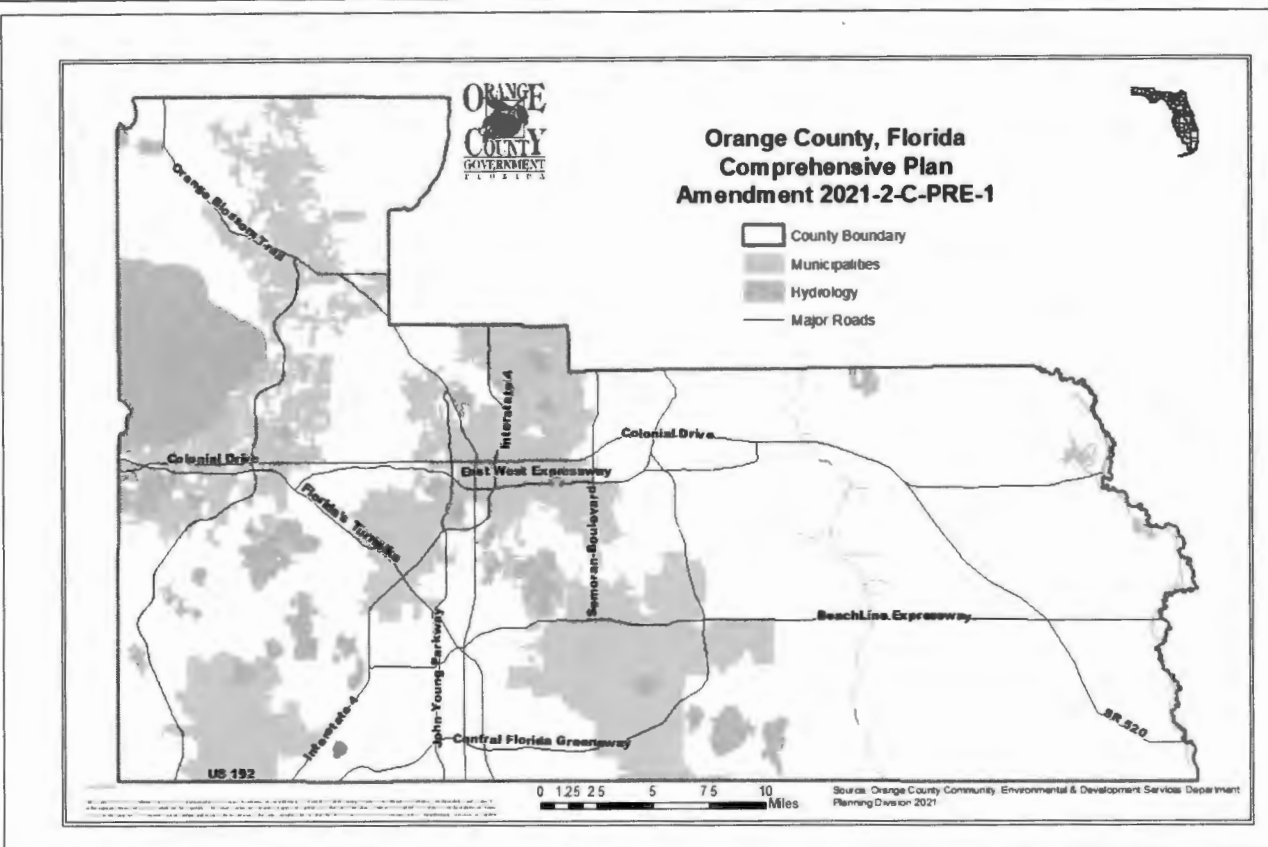 ORANGE
COUNTY
GOVERNMENT
FLORIDA
Orange County, Florida
Comprehensive Plan
Amendment 2021-2-C-PRE-1
County Boundary
Municipalities
Hydrology
Major Roads
Orange Blossom Trail
Interstate 4
Colonial Drive
Colonial Drive
East West Expressway
Florida's Turnpike
Semoran Boulevard
BeachLine Expressway
John Young Parkway
Interstate 4
Central Florida Greeneway
SR 520
US 192
0 1.25 2.5 5 7.5 10
Miles
Source: Orange County Community, Environmental & Development Services Department
Planning Division 2021